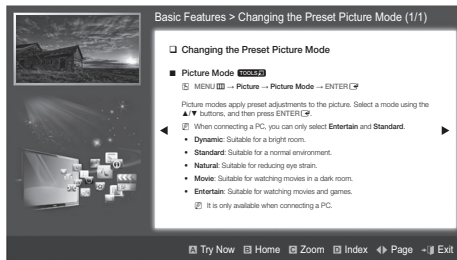 Basic Features > Changing the Preset Picture Mode (1/1)
❑ Changing the Preset Picture Mode
■ Picture Mode TOOLS
MENU → Picture → Picture Mode → ENTER
Picture modes apply preset adjustments to the picture. Select a mode using the
▲/▼ buttons, and then press ENTER.
When connecting a PC, you can only select Entertain and Standard.
• Dynamic: Suitable for a bright room.
• Standard: Suitable for a normal environment.
• Natural: Suitable for reducing eye strain.
• Movie: Suitable for watching movies in a dark room.
• Entertain: Suitable for watching movies and games.
It is only available when connecting a PC.
◀ ▶
A Try Now B Home C Zoom D Index ◀▶ Page Exit